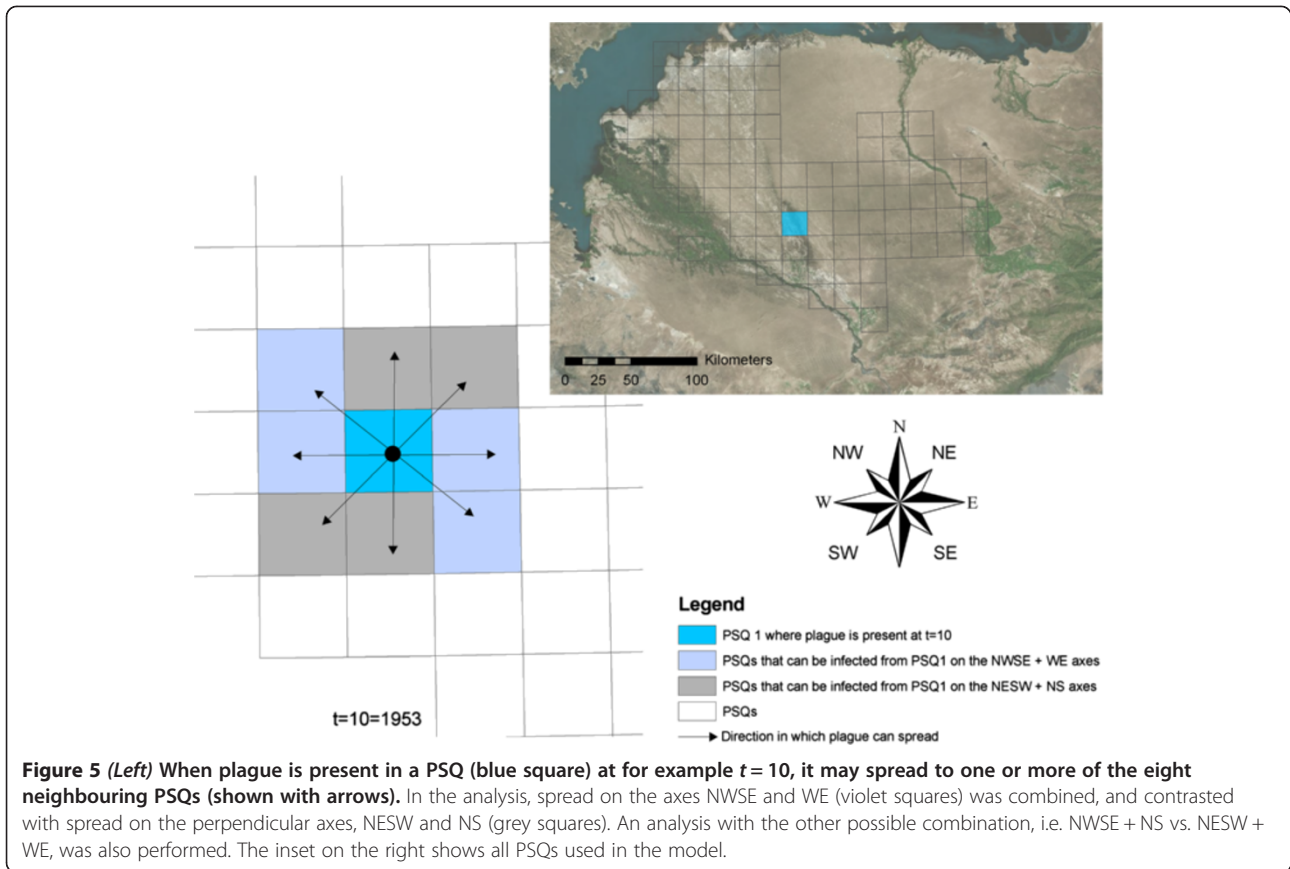 Kilometers
0 25 50 100
N
NW NE
W E
SW SE
S
Legend
PSQ 1 where plague is present at t=10
PSQs that can be infected from PSQ1 on the NWSE + WE axes
PSQs that can be infected from PSQ1 on the NESW + NS axes
PSQs
Direction in which plague can spread
t=10=1953
Figure 5 (Left) When plague is present in a PSQ (blue square) at for example t = 10, it may spread to one or more of the eight
neighbouring PSQs (shown with arrows). In the analysis, spread on the axes NWSE and WE (violet squares) was combined, and contrasted
with spread on the perpendicular axes, NESW and NS (grey squares). An analysis with the other possible combination, i.e. NWSE + NS vs. NESW +
WE, was also performed. The inset on the right shows all PSQs used in the model.